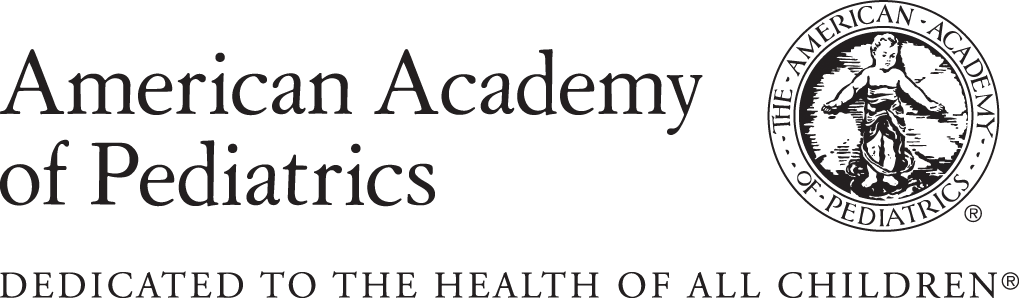 American Academy
of Pediatrics
DEDICATED TO THE HEALTH OF ALL CHILDREN®
THE · AMERICAN · ACADEMY
· · · OF · PEDIATRICS · · ·
®